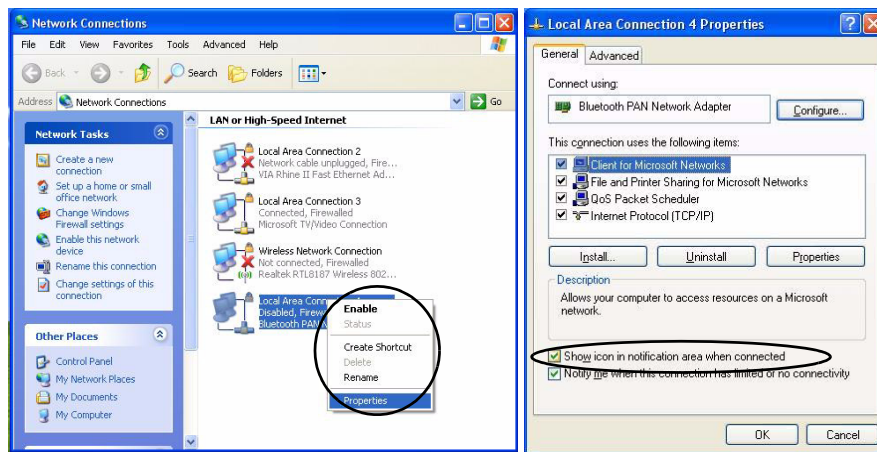 Network Connections
File Edit View Favorites Tools Advanced Help
Back Search Folders
Address Network Connections Go
Network Tasks
Create a new
connection
Set up a home or small
office network
Change Windows
Firewall settings
Enable this network
device
Rename this connection
Change settings of this
connection
Other Places
Control Panel
My Network Places
My Documents
My Computer
LAN or High-Speed Internet
Local Area Connection 2
Network cable unplugged, Fire...
VIA Rhine II Fast Ethernet Ad...
Local Area Connection 3
Connected, Firewalled
Microsoft TV/Video Connection
Wireless Network Connection
Not connected, Firewalled
Realtek RTL8187 Wireless 802...
Local Area
Disabled,
Bluetooth PAN
Enable
Status
Create Shortcut
Delete
Rename
Properties
Local Area Connection 4 Properties
General Advanced
Connect using:
Bluetooth PAN Network Adapter Configure...
This connection uses the following items:
Client for Microsoft Networks
File and Printer Sharing for Microsoft Networks
QoS Packet Scheduler
Internet Protocol (TCP/IP)
Install... Uninstall Properties
Description
Allows your computer to access resources on a Microsoft
network.
Show icon in notification area when connected
Notify me when this connection has limited or no connectivity
OK Cancel